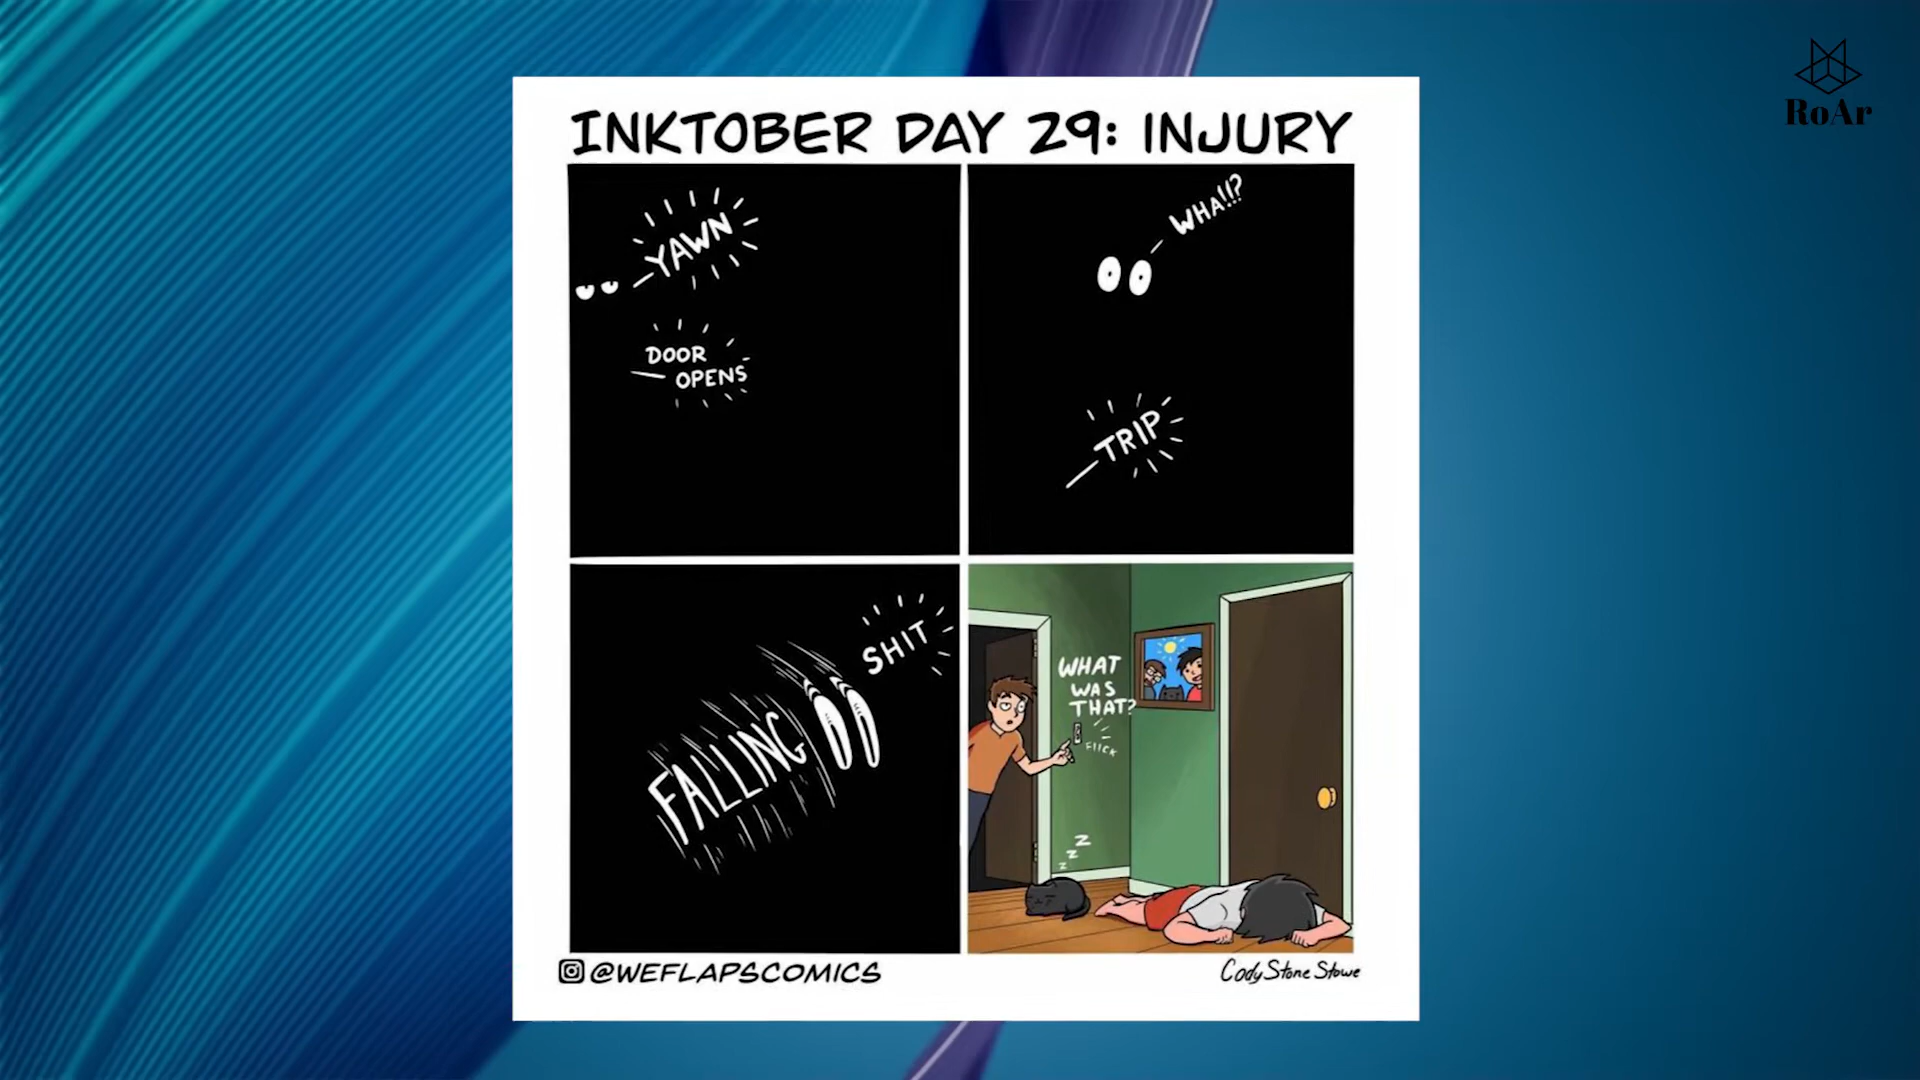 RoAr
INKTOBER DAY 29: INJURY
YAWN
DOOR
OPENS
WHA!!?
TRIP
SHIT
FALLING
WHAT
WAS
THAT?
FlICK
Z
Z
Z
@WEFLAPSCOMICS
Cody Stone Stowe